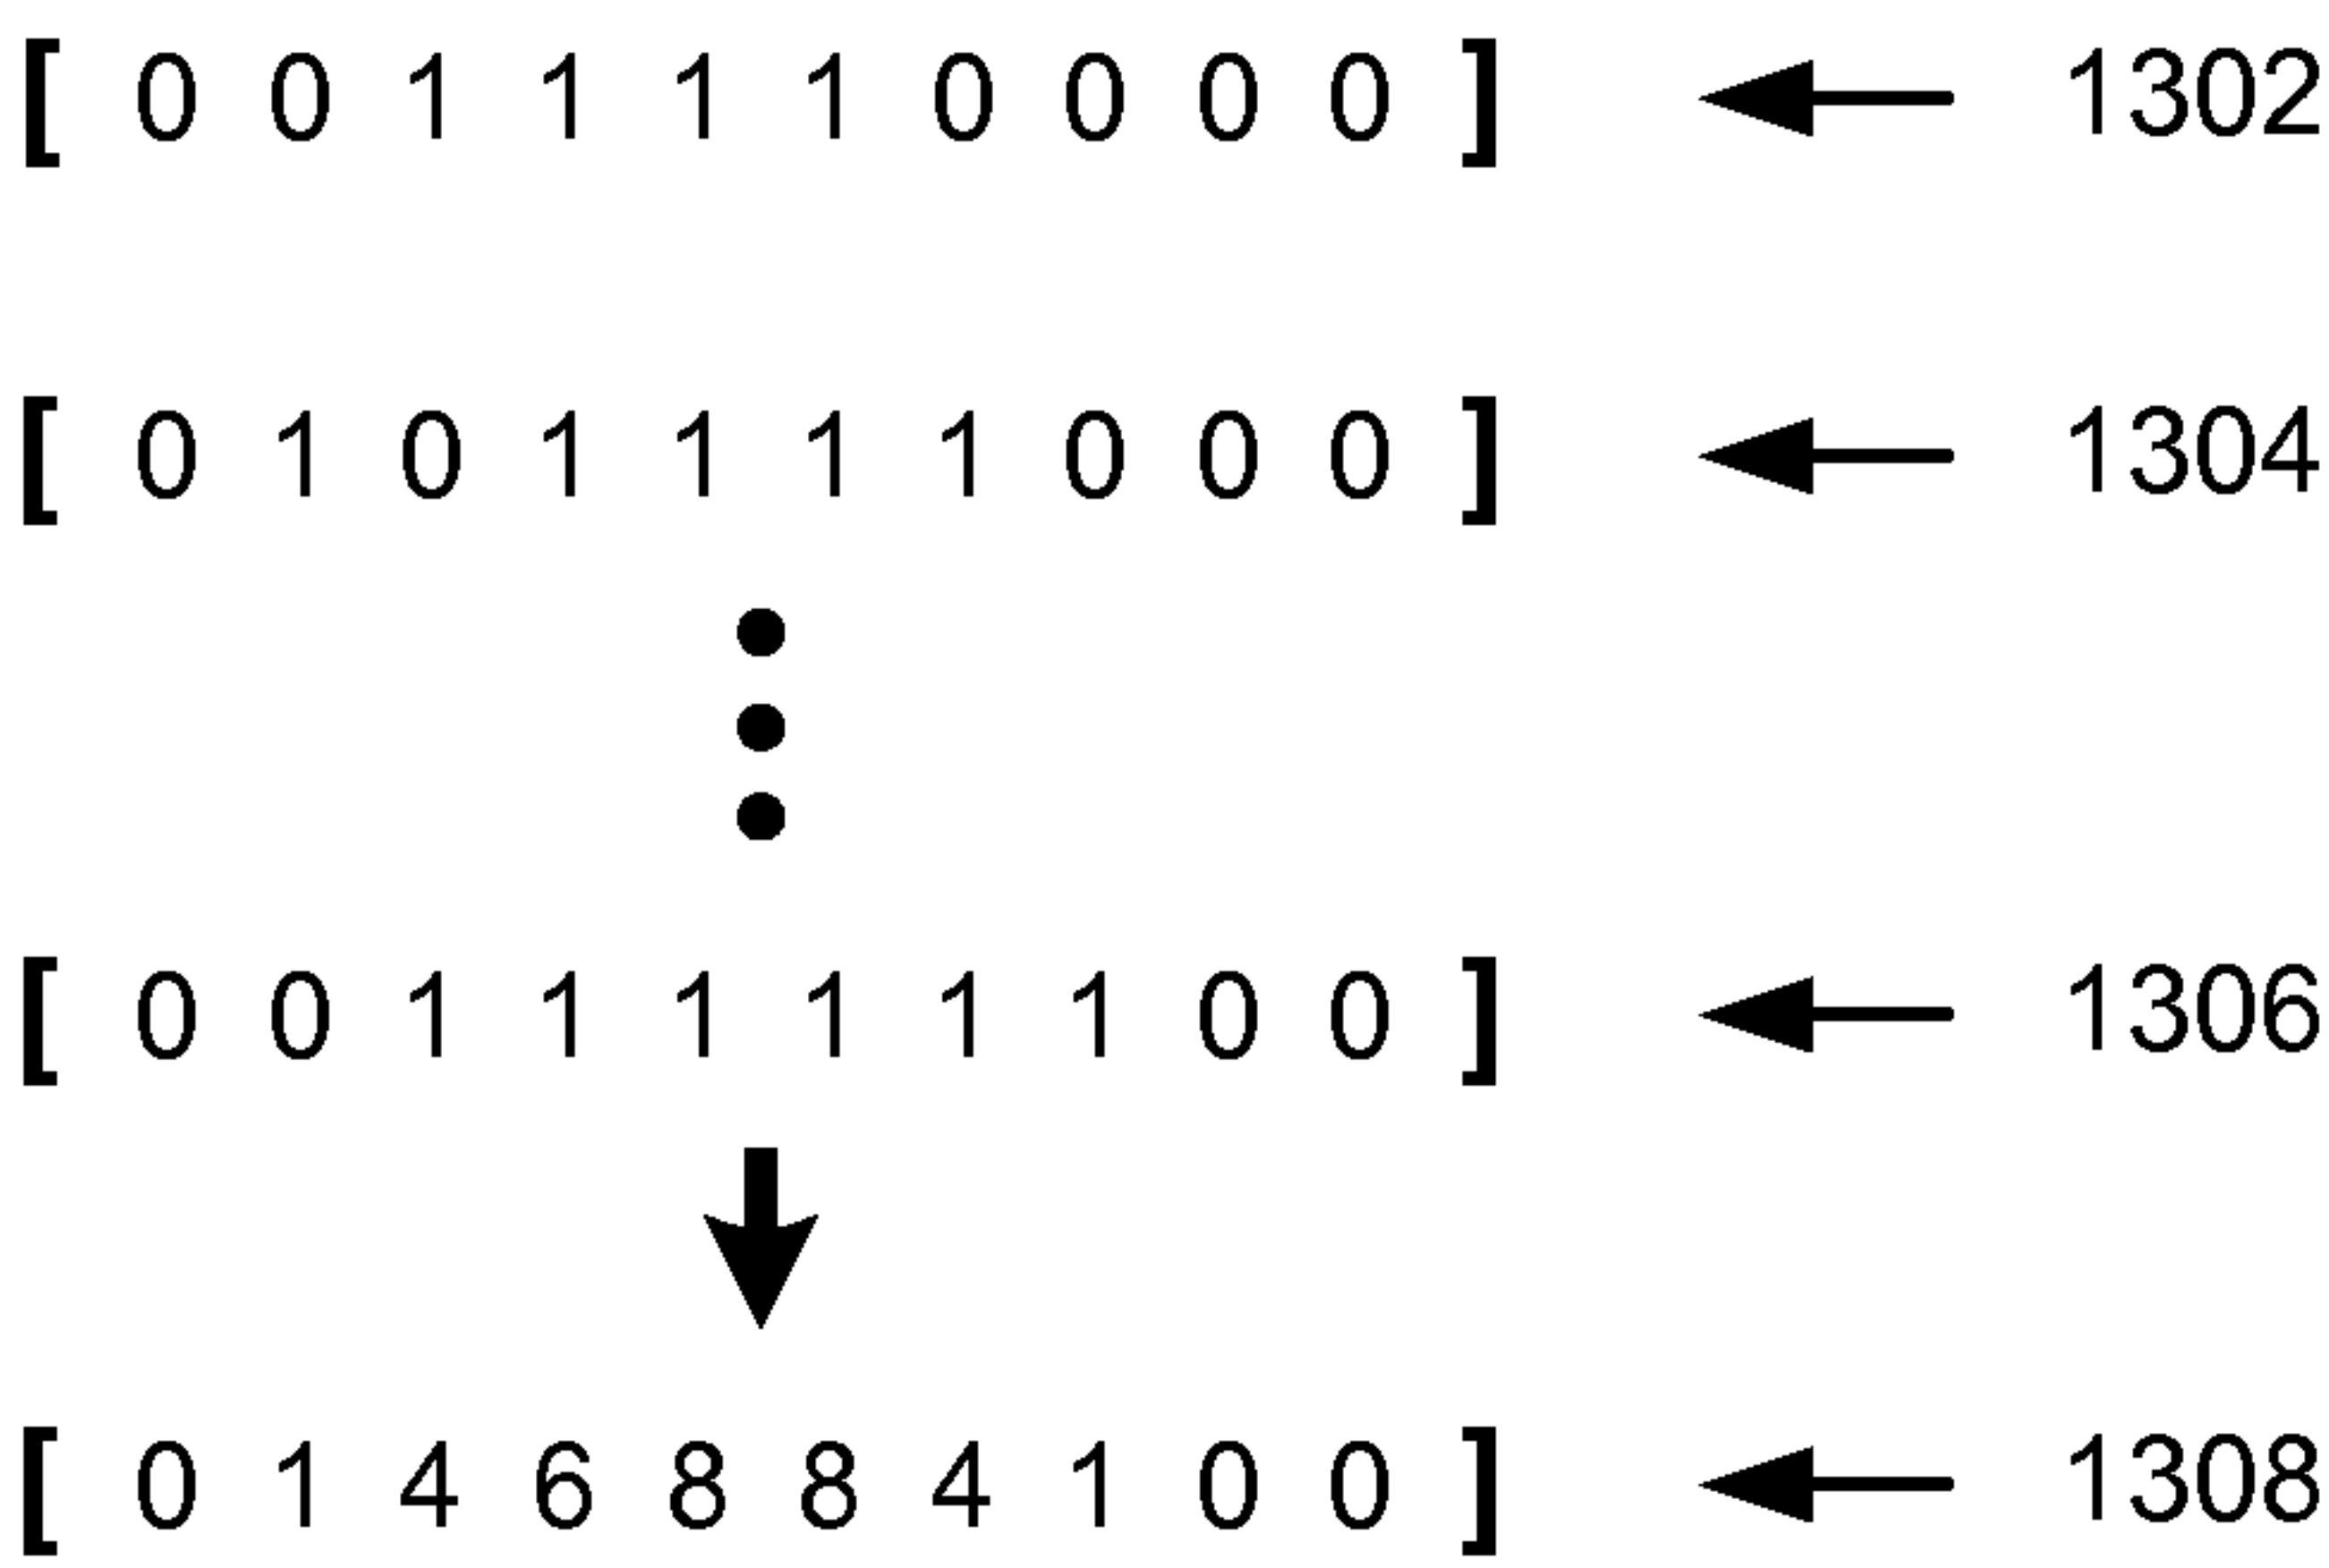 [ 0 0 1 1 1 1 0 0 0 0 ] 1302
[ 0 1 0 1 1 1 1 0 0 0 ] 1304
[ 0 0 1 1 1 1 1 1 0 0 ] 1306
[ 0 1 4 6 8 8 4 1 0 0 ] 1308